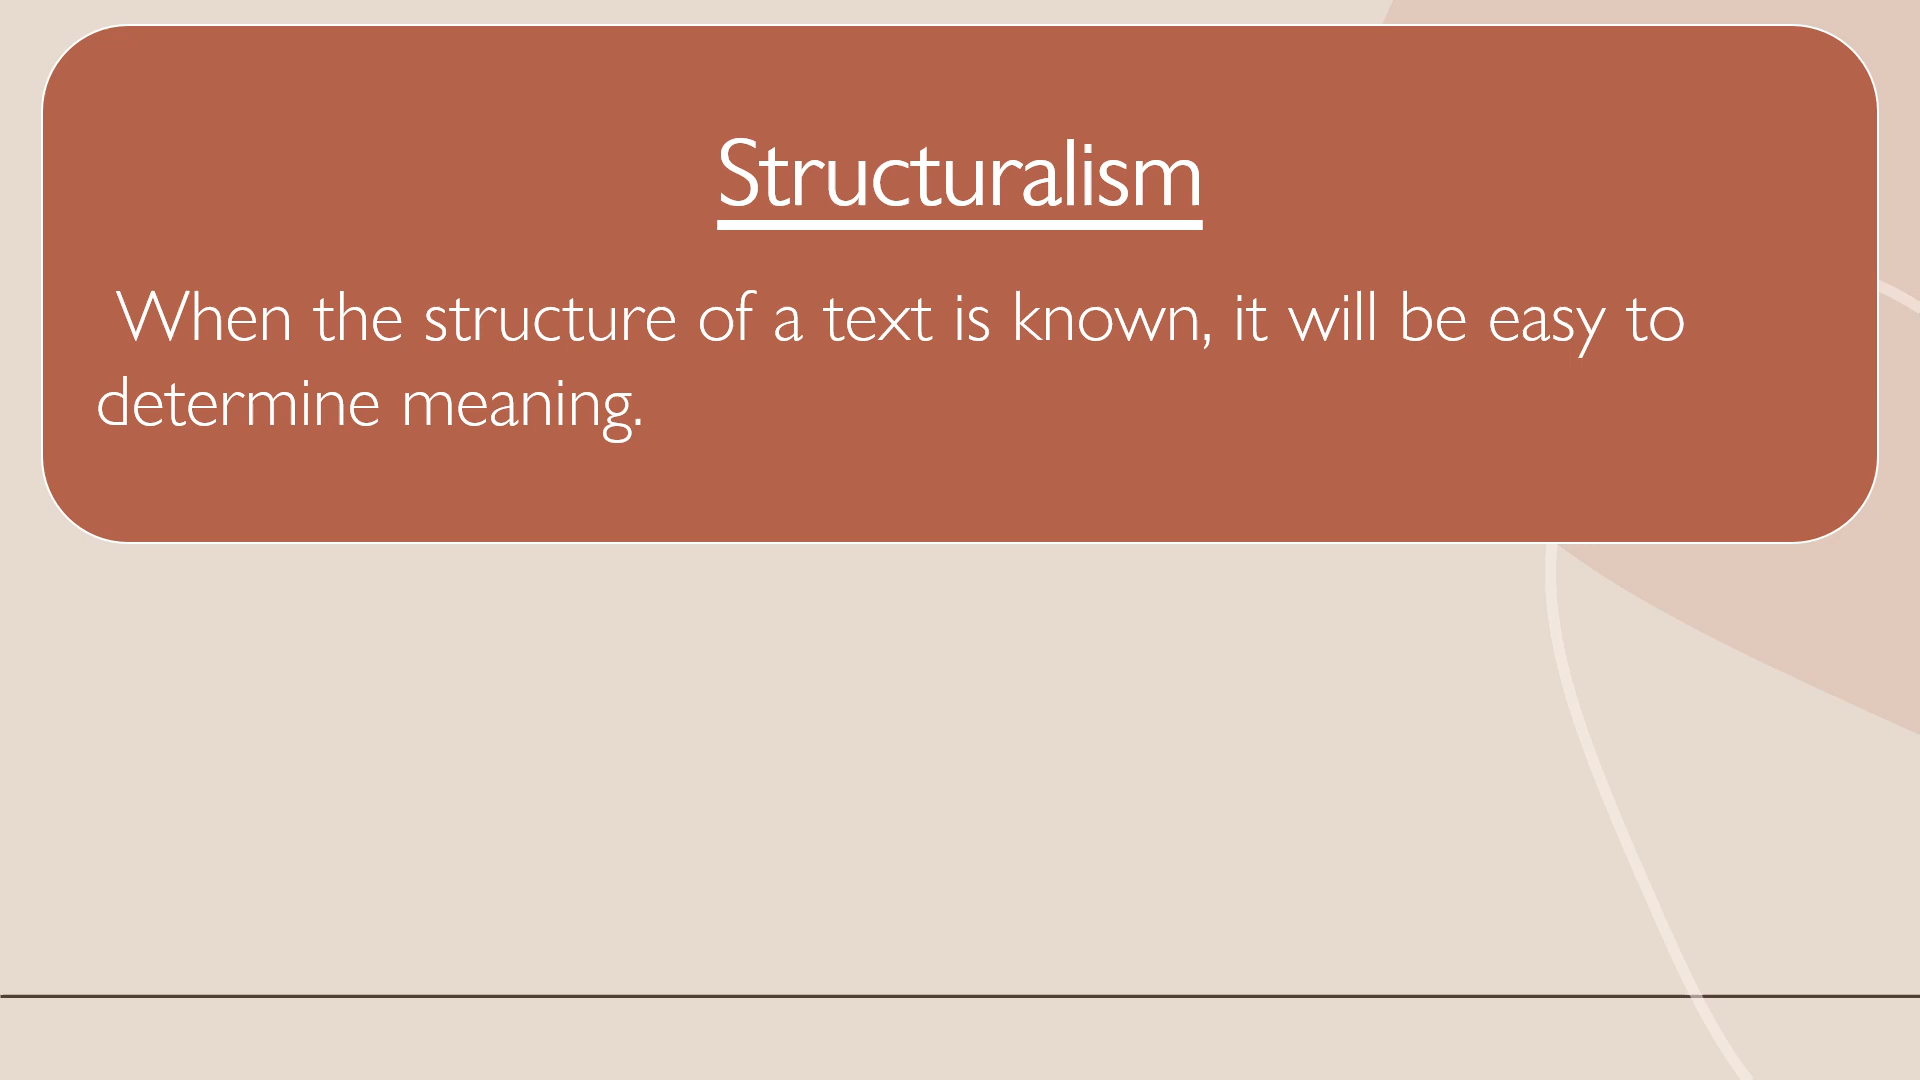 Structuralism
When the structure of a text is known, it will be easy to
determine meaning.